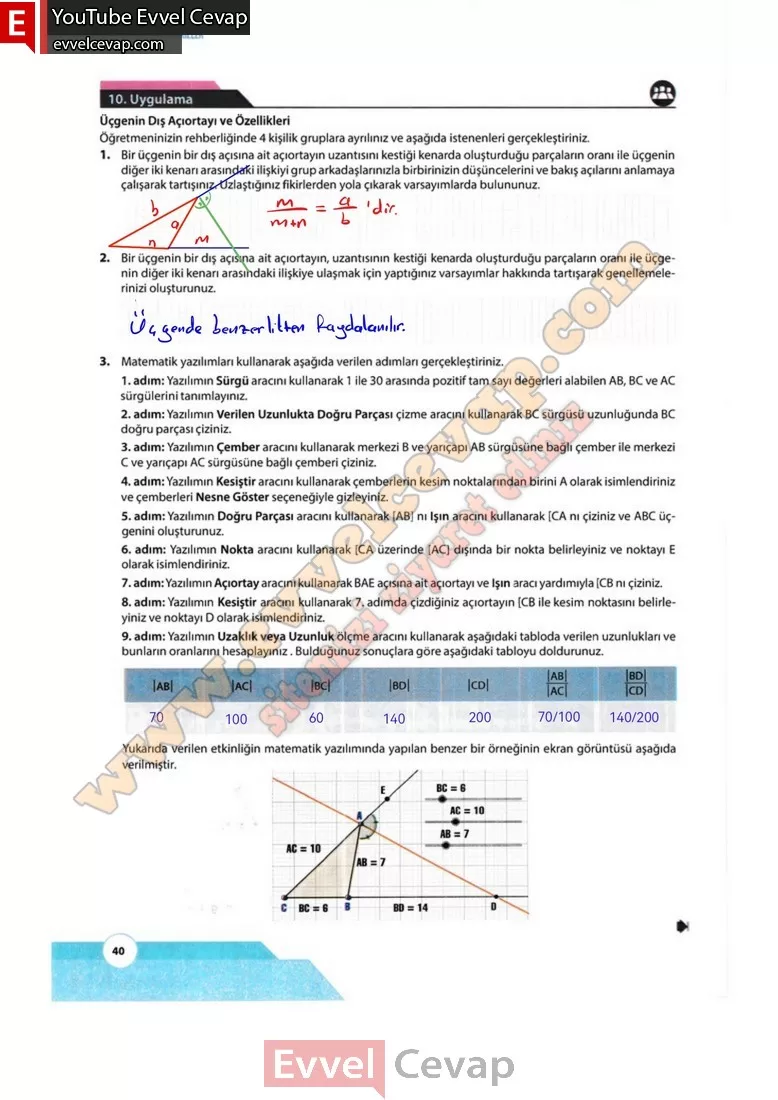 E YouTube Evvel Cevap
evvelcevap.com
10. Uygulama
Üçgenin Dış Açıortayı ve Özellikleri
Öğretmeninizin rehberliğinde 4 kişilik gruplara ayrılınız ve aşağıda istenenleri gerçekleştiriniz.
1. Bir üçgenin bir dış açısına ait açıortayın uzantısını kestiği kenarda oluşturduğu parçaların oranı ile üçgenin
diğer iki kenarı arasındaki ilişkiyi grup arkadaşlarınızla birbirinizin düşüncelerini ve bakış açılarını anlamaya
çalışarak tartışınız. Uzlaştığınız fikirlerden yola çıkarak varsayımlarda bulununuz.
b a n m
m/m+n = a/b 'dir.
2. Bir üçgenin bir dış açısına ait açıortayın, uzantısının kestiği kenarda oluşturduğu parçaların oranı ile üçge-
nin diğer iki kenarı arasındaki ilişkiye ulaşmak için yaptığınız varsayımlar hakkında tartışarak genellemele-
rinizi oluşturunuz.
Üçgende benzerlikten faydalanılır.
3. Matematik yazılımları kullanarak aşağıda verilen adımları gerçekleştiriniz.
1. adım: Yazılımın Sürgü aracını kullanarak 1 ile 30 arasında pozitif tam sayı değerleri alabilen AB, BC ve AC
sürgülerini tanımlayınız.
2. adım: Yazılımın Verilen Uzunlukta Doğru Parçası çizme aracını kullanarak BC sürgüsü uzunluğunda BC
doğru parçası çiziniz.
3. adım: Yazılımın Çember aracını kullanarak merkezi B ve yarıçapı AB sürgüsüne bağlı çember ile merkezi
C ve yarıçapı AC sürgüsüne bağlı çemberi çiziniz.
4. adım: Yazılımın Kesiştir aracını kullanarak çemberlerin kesim noktalarından birini A olarak isimlendiriniz
ve çemberleri Nesne Göster seçeneğiyle gizleyiniz.
5. adım: Yazılımın Doğru Parçası aracını kullanarak [AB] nı Işın aracını kullanarak [CA nı çiziniz ve ABC üç-
genini oluşturunuz.
6. adım: Yazılımın Nokta aracını kullanarak [CA üzerinde [AC] dışında bir nokta belirleyiniz ve noktayı E
olarak isimlendiriniz.
7. adım: Yazılımın Açıortay aracını kullanarak BAE açısına ait açıortayı ve Işın aracı yardımıyla [CB nı çiziniz.
8. adım: Yazılımın Kesiştir aracını kullanarak 7. adımda çizdiğiniz açıortayın [CB ile kesim noktasını belirle-
yiniz ve noktayı D olarak isimlendiriniz.
9. adım: Yazılımın Uzaklık veya Uzunluk ölçme aracını kullanarak aşağıdaki tabloda verilen uzunlukları ve
bunların oranlarını hesaplayınız . Bulduğunuz sonuçlara göre aşağıdaki tabloyu doldurunuz.
|AB| |AC| |BC| |BD| |CD| |AB|/|AC| |BD|/|CD|
70 100 60 140 200 70/100 140/200
Yukarıda verilen etkinliğin matematik yazılımında yapılan benzer bir örneğinin ekran görüntüsü aşağıda
verilmiştir.
E BC = 6
AC = 10
A AB = 7
AC = 10
AB = 7
C BC = 6 B BD = 14 D
40
www.evvelcevap.com
sitemizi ziyaret ediniz
Evvel Cevap